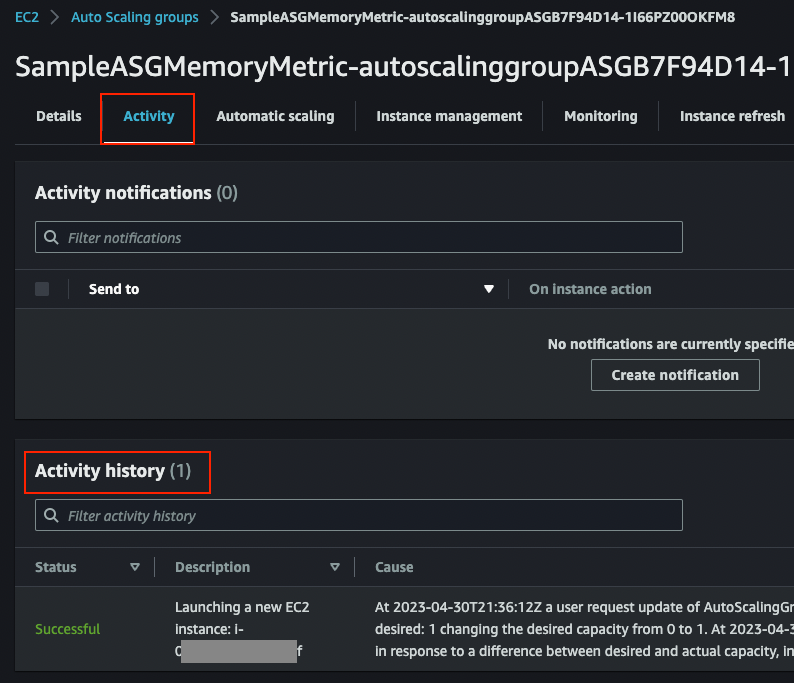 EC2 > Auto Scaling groups > SampleASGMemoryMetric-autoscalinggroupASGB7F94D14-1I66PZ00OKFM8
SampleASGMemoryMetric-autoscalinggroupASGB7F94D14-1
Details Activity Automatic scaling Instance management Monitoring Instance refresh
Activity notifications (0)
Filter notifications
Send to On instance action
No notifications are currently specifie
Create notification
Activity history (1)
Filter activity history
Status Description Cause
Successful
Launching a new EC2
instance: i-
0 f
At 2023-04-30T21:36:12Z a user request update of AutoScalingGr
desired: 1 changing the desired capacity from 0 to 1. At 2023-04-3
in response to a difference between desired and actual capacity, in